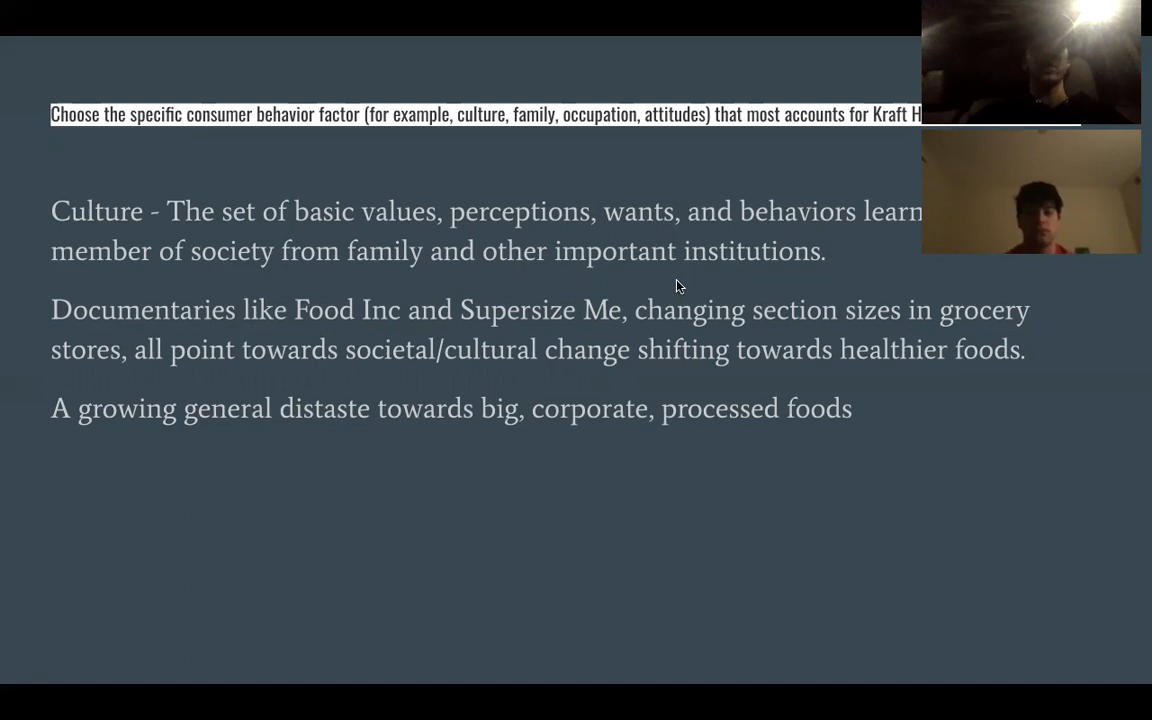 Choose the specific consumer behavior factor (for example, culture, family, occupation, attitudes) that most accounts for Kraft H
Culture - The set of basic values, perceptions, wants, and behaviors learn
member of society from family and other important institutions.
Documentaries like Food Inc and Supersize Me, changing section sizes in grocery
stores, all point towards societal/cultural change shifting towards healthier foods.
A growing general distaste towards big, corporate, processed foods